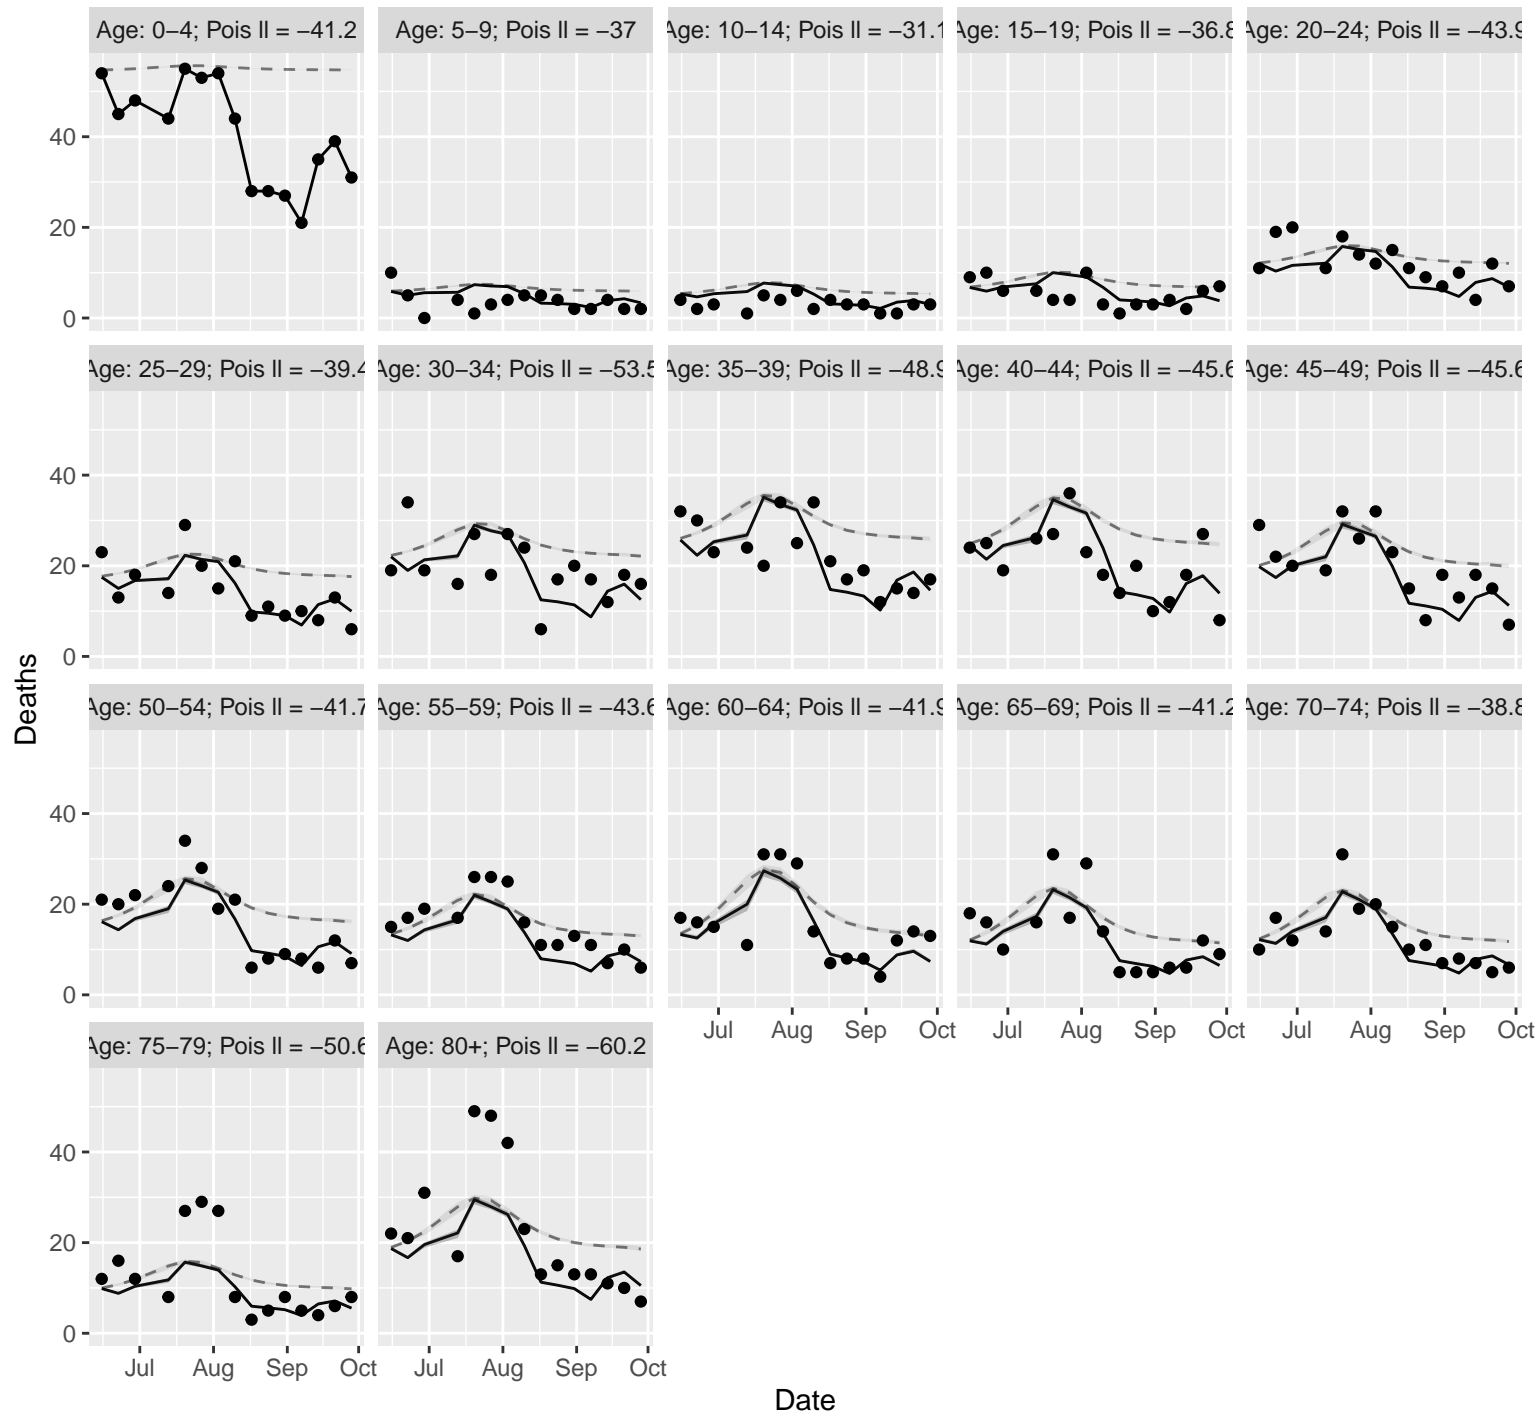 Age: 0−4; Pois ll = −41.2
Age: 5−9; Pois ll = −37
Age: 10−14; Pois ll = −31.1
Age: 15−19; Pois ll = −36.8
Age: 20−24; Pois ll = −43.9
40
20
0
Age: 25−29; Pois ll = −39.4
Age: 30−34; Pois ll = −53.5
Age: 35−39; Pois ll = −48.9
Age: 40−44; Pois ll = −45.6
Age: 45−49; Pois ll = −45.6
40
20
0
Deaths
Age: 50−54; Pois ll = −41.7
Age: 55−59; Pois ll = −43.6
Age: 60−64; Pois ll = −41.9
Age: 65−69; Pois ll = −41.2
Age: 70−74; Pois ll = −38.8
40
20
0
Jul Aug Sep Oct
Jul Aug Sep Oct
Jul Aug Sep Oct
Age: 75−79; Pois ll = −50.6
Age: 80+; Pois ll = −60.2
40
20
0
Jul Aug Sep Oct
Jul Aug Sep Oct
Date